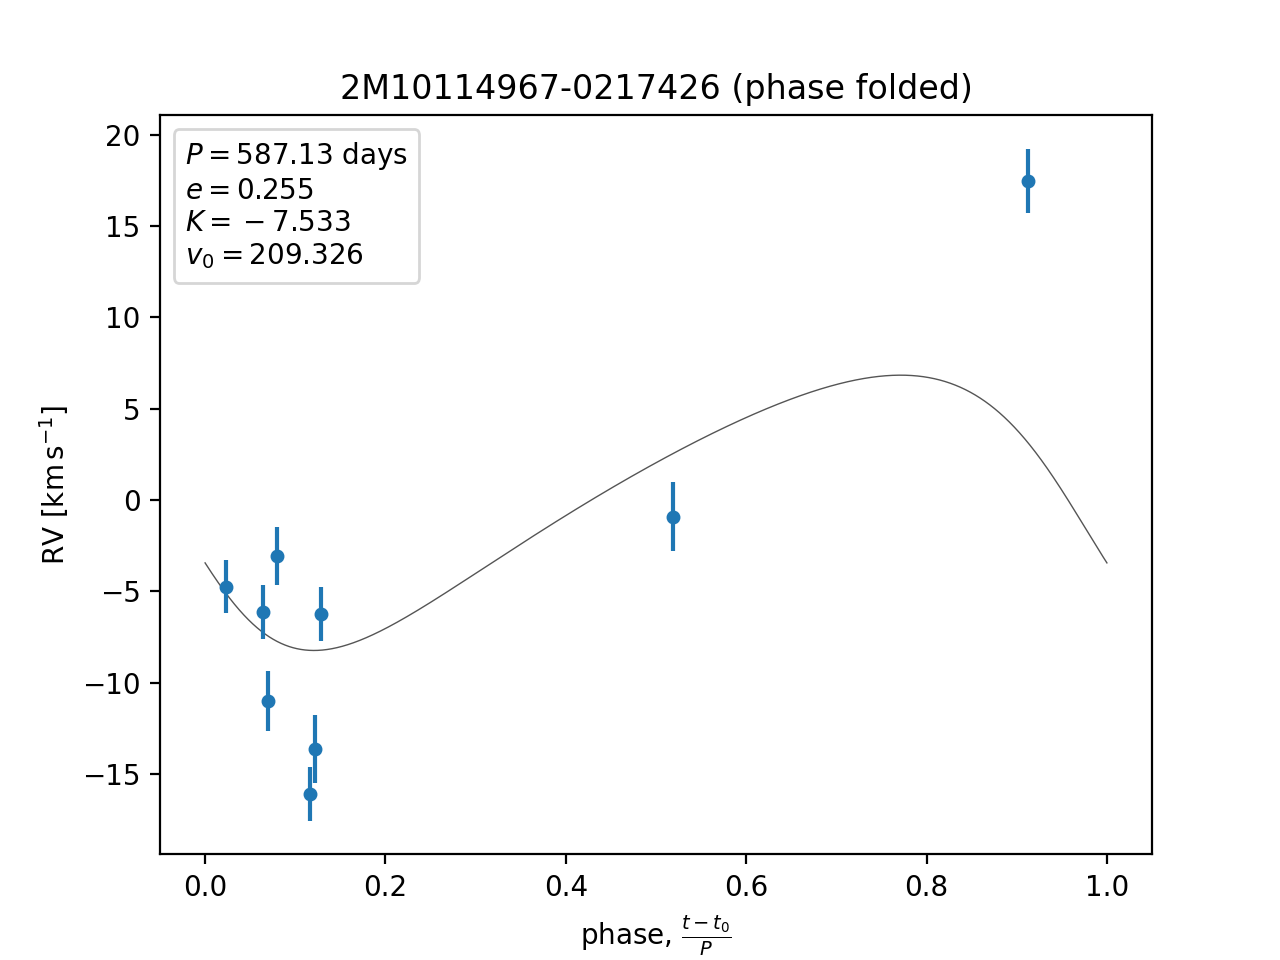 2M10114967-0217426 (phase folded)
P = 587.13 days
e = 0.255
K = −7.533
v₀ = 209.326
RV [km s⁻¹]
20
15
10
5
0
−5
−10
−15
0.0 0.2 0.4 0.6 0.8 1.0
phase, (t − t₀)/P